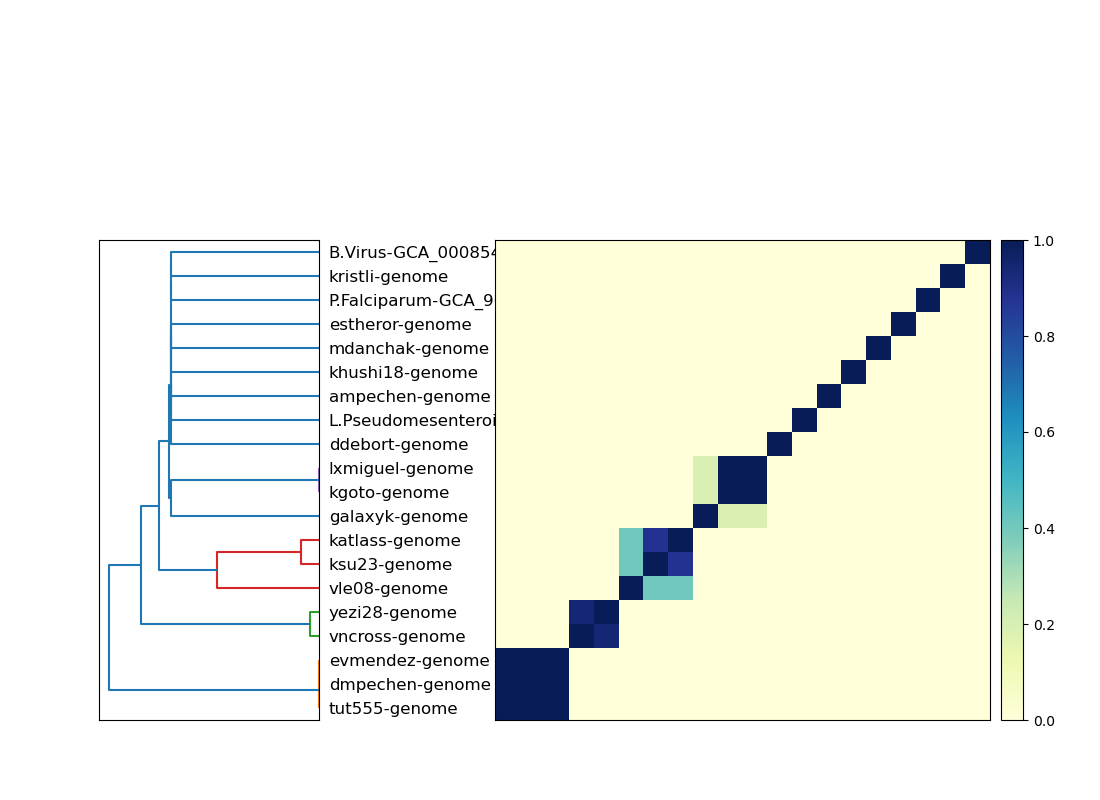 B.Virus-GCA_000854
kristli-genome
P.Falciparum-GCA_9
estheror-genome
mdanchak-genome
khushi18-genome
ampechen-genome
L.Pseudomesenteroi
ddebort-genome
lxmiguel-genome
kgoto-genome
galaxyk-genome
katlass-genome
ksu23-genome
vle08-genome
yezi28-genome
vncross-genome
evmendez-genome
dmpechen-genome
tut555-genome
1.0
0.8
0.6
0.4
0.2
0.0